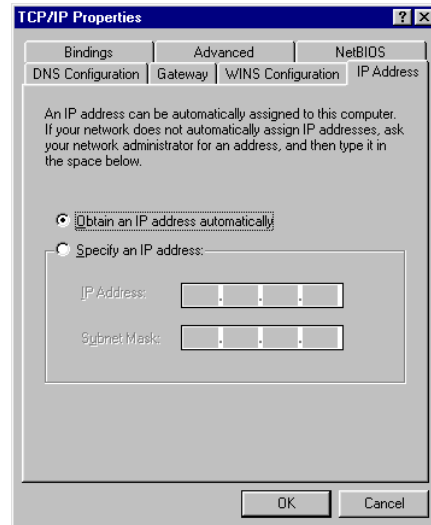 TCP/IP Properties
Bindings Advanced NetBIOS
DNS Configuration Gateway WINS Configuration IP Address
An IP address can be automatically assigned to this computer.
If your network does not automatically assign IP addresses, ask
your network administrator for an address, and then type it in
the space below.
Obtain an IP address automatically
Specify an IP address:
IP Address:
Subnet Mask:
OK Cancel